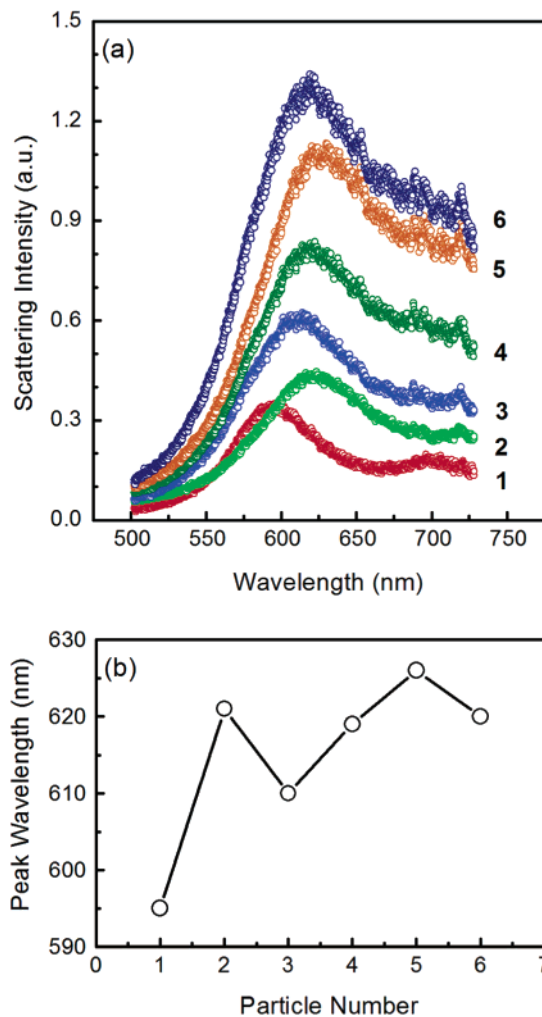 (a)
Scattering Intensity (a.u.)
1.5
1.2
0.9
0.6
0.3
0.0
6
5
4
3
2
1
500 550 600 650 700 750
Wavelength (nm)
(b)
Peak Wavelength (nm)
630
620
610
600
590
0 1 2 3 4 5 6 7
Particle Number